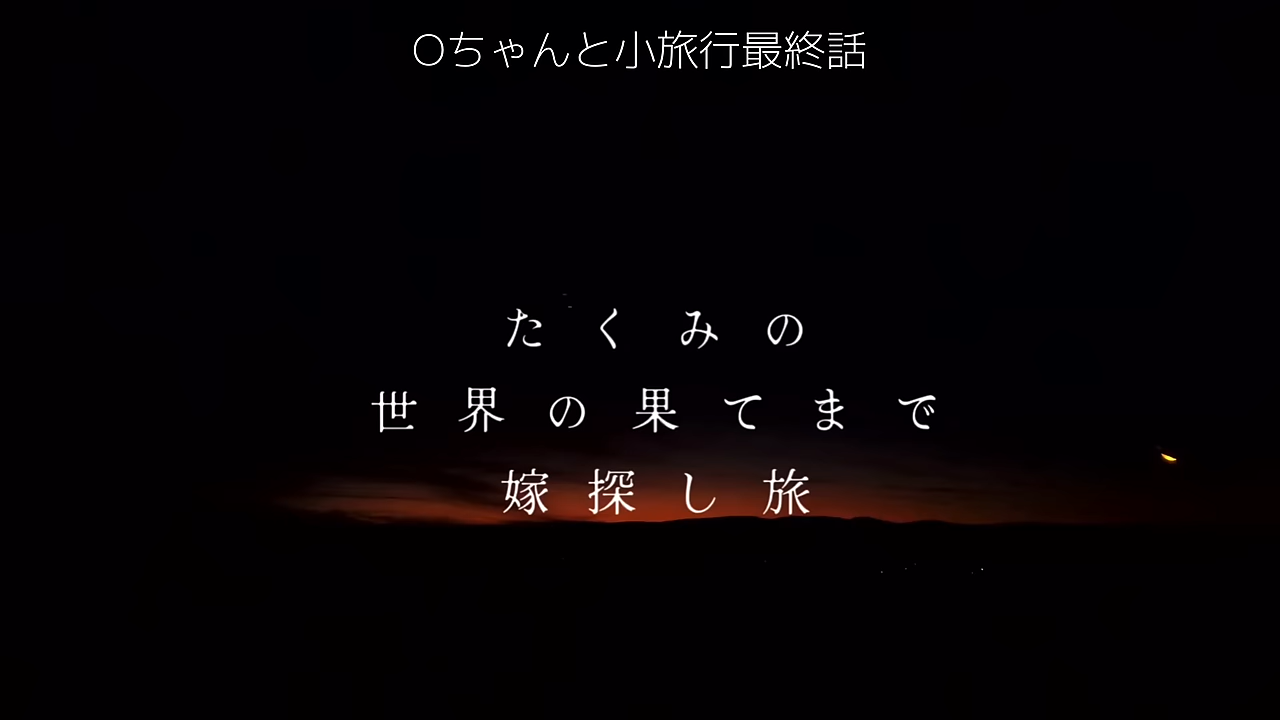 Oちゃんと小旅行最終話
たくみの
世界の果てまで
嫁探し旅